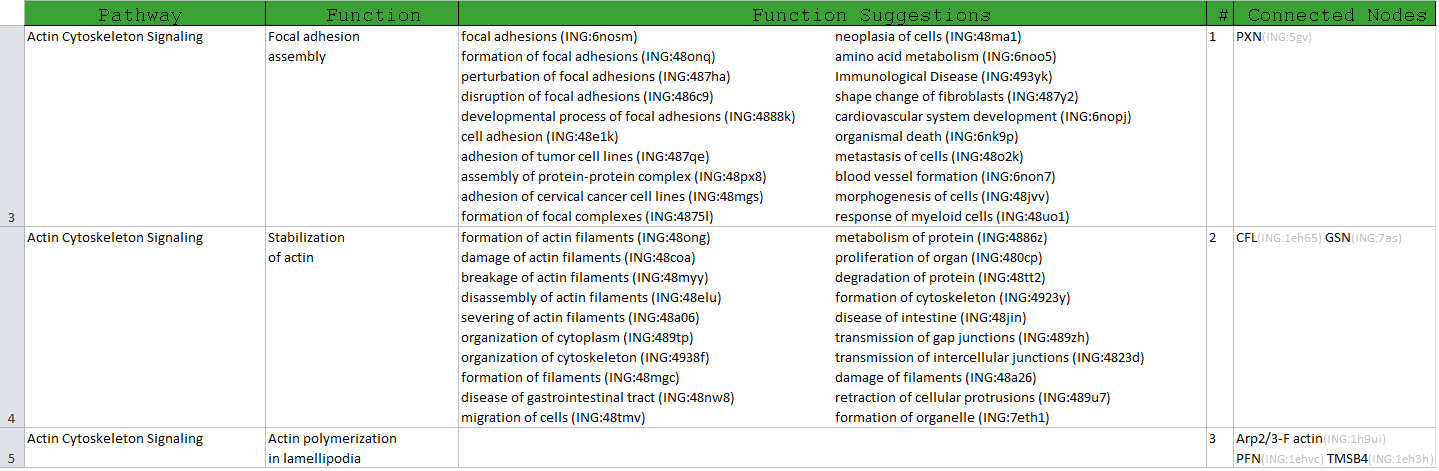 Pathway Function Function Suggestions # Connected Nodes
Actin Cytoskeleton Signaling Focal adhesion focal adhesions (ING:6nosm) neoplasia of cells (ING:48ma1) 1 PXN(ING:5gv)
assembly formation of focal adhesions (ING:48onq) amino acid metabolism (ING:6noo5)
perturbation of focal adhesions (ING:487ha) Immunological Disease (ING:493yk)
disruption of focal adhesions (ING:486c9) shape change of fibroblasts (ING:487y2)
developmental process of focal adhesions (ING:4888k) cardiovascular system development (ING:6nopj)
cell adhesion (ING:48e1k) organismal death (ING:6nk9p)
adhesion of tumor cell lines (ING:487qe) metastasis of cells (ING:48o2k)
assembly of protein-protein complex (ING:48px8) blood vessel formation (ING:6non7)
adhesion of cervical cancer cell lines (ING:48mgs) morphogenesis of cells (ING:48jvv)
3 formation of focal complexes (ING:4875l) response of myeloid cells (ING:48uo1)
Actin Cytoskeleton Signaling Stabilization formation of actin filaments (ING:48ong) metabolism of protein (ING:4886z) 2 CFL(ING:1eh65) GSN(ING:7as)
of actin damage of actin filaments (ING:48coa) proliferation of organ (ING:480cp)
breakage of actin filaments (ING:48myy) degradation of protein (ING:48tt2)
disassembly of actin filaments (ING:48elu) formation of cytoskeleton (ING:4923y)
severing of actin filaments (ING:48a06) disease of intestine (ING:48jin)
organization of cytoplasm (ING:489tp) transmission of gap junctions (ING:489zh)
organization of cytoskeleton (ING:4938f) transmission of intercellular junctions (ING:4823d)
formation of filaments (ING:48mgc) damage of filaments (ING:48a26)
disease of gastrointestinal tract (ING:48nw8) retraction of cellular protrusions (ING:489u7)
4 migration of cells (ING:48tmv) formation of organelle (ING:7eth1)
Actin Cytoskeleton Signaling Actin polymerization 3 Arp2/3-F actin(ING:1h9ui)
5 in lamellipodia PFN(ING:1ehvc) TMSB4(ING:1eh3h)